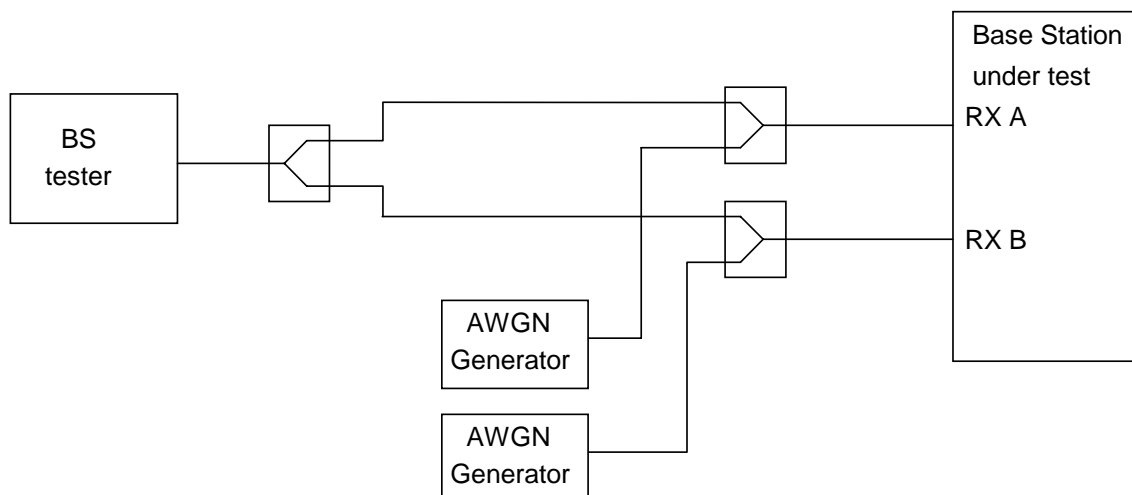 BS
tester
Base Station
under test
RX A
RX B
AWGN
Generator
AWGN
Generator